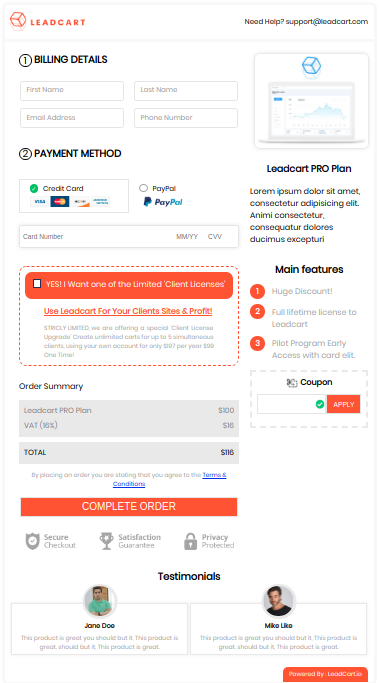 LEADCART
Need Help? support@leadcart.com
1 BILLING DETAILS
First Name
Last Name
Email Address
Phone Number
2 PAYMENT METHOD
Credit Card
PayPal
VISA
PayPal
Card Number
MM/YY
CVV
YES! I Want one of the Limited 'Client Licenses'
Use Leadcart For Your Clients Sites & Profit!
STRICLY LIMITED, we are offering a special 'Client License
Upgrade' Create unlimited carts for up to 5 simultaneous
clients, using your own account for only $197 per year $99
One Time!
Order Summary
Leadcart PRO Plan $100
VAT (16%) $16
TOTAL $116
By placing an order you are stating that you agree to the Terms &
Conditions
COMPLETE ORDER
Secure
Checkout
Satisfaction
Guarantee
Privacy
Protected
Leadcart PRO Plan
Lorem ipsum dolor sit amet,
consectetur adipisicing elit.
Animi consectetur,
consequatur dolores
ducimus excepturi
Main features
1 Huge Discount!
2 Full lifetime license to
Leadcart
3 Pilot Program Early
Access with card elit.
Coupon
APPLY
Testimonials
Jane Doe
This product is great you should but it, This product is
great. should but it, This product is great.
Mike Like
This product is great you should but it, This product is
great. should but it, This product is great.
Powered By : LeadCart.io